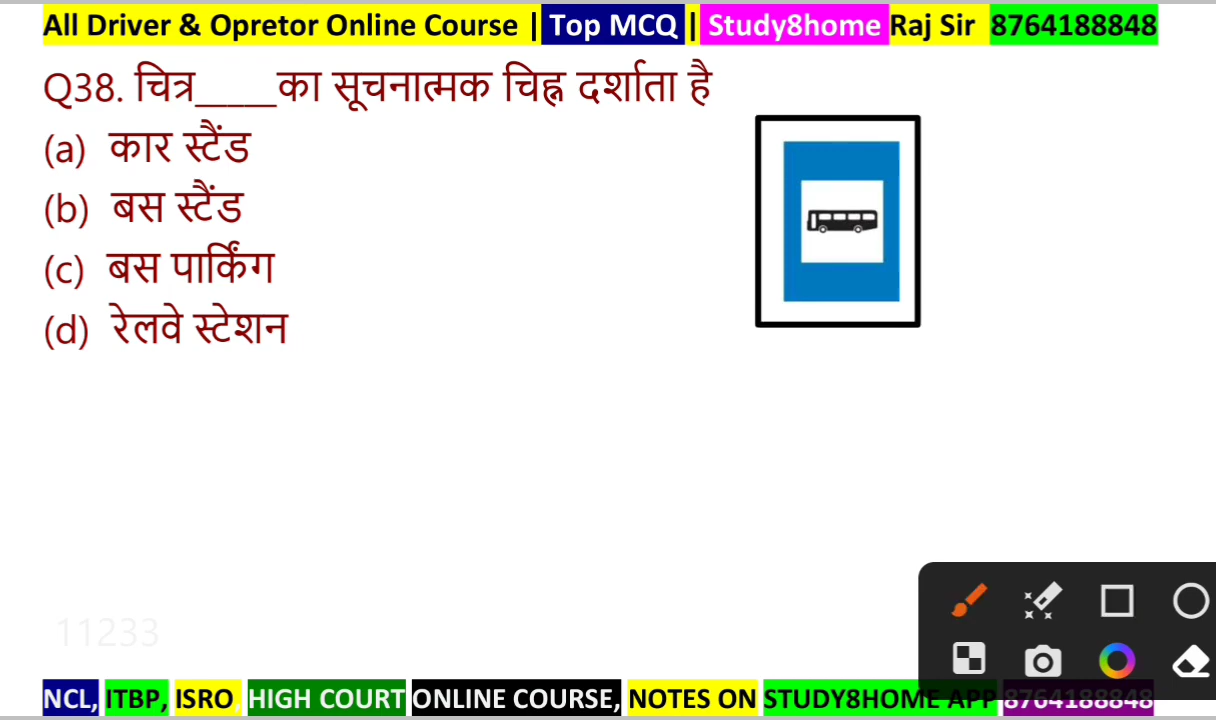 All Driver & Opretor Online Course | Top MCQ | Study8home Raj Sir 8764188848
Q38. चित्र_____का सूचनात्मक चिह्न दर्शाता है
(a) कार स्टैंड
(b) बस स्टैंड
(c) बस पार्किंग
(d) रेलवे स्टेशन
11233
NCL, ITBP, ISRO, HIGH COURT ONLINE COURSE, NOTES ON STUDY8HOME APP 8764188848